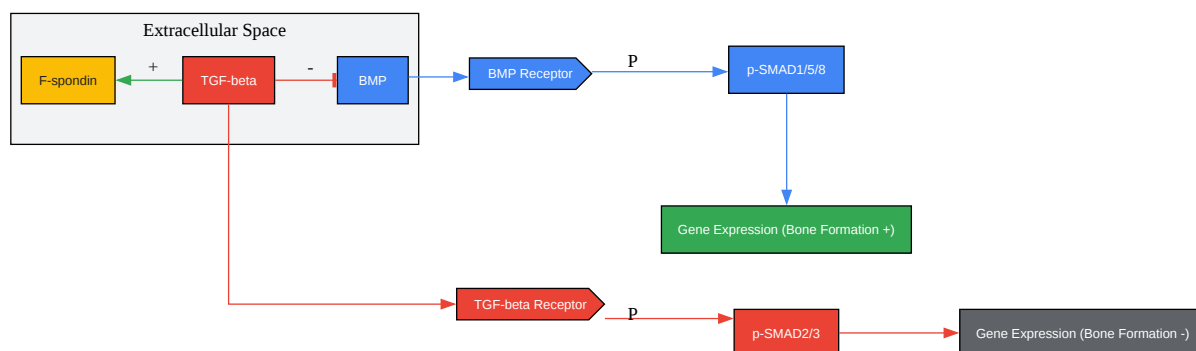 Extracellular Space
F-spondin
+
TGF-beta
-
BMP
BMP Receptor
P
p-SMAD1/5/8
Gene Expression (Bone Formation +)
TGF-beta Receptor
P
p-SMAD2/3
Gene Expression (Bone Formation -)